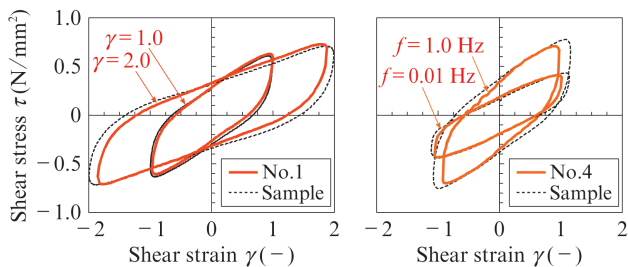 Shear stress τ (N/mm²)
1.0
0.5
0
−0.5
−1.0
γ=1.0
γ=2.0
No.1
Sample
−2 −1 0 1 2
Shear strain γ(−)
f=1.0 Hz
f=0.01 Hz
No.4
Sample
−2 −1 0 1 2
Shear strain γ(−)